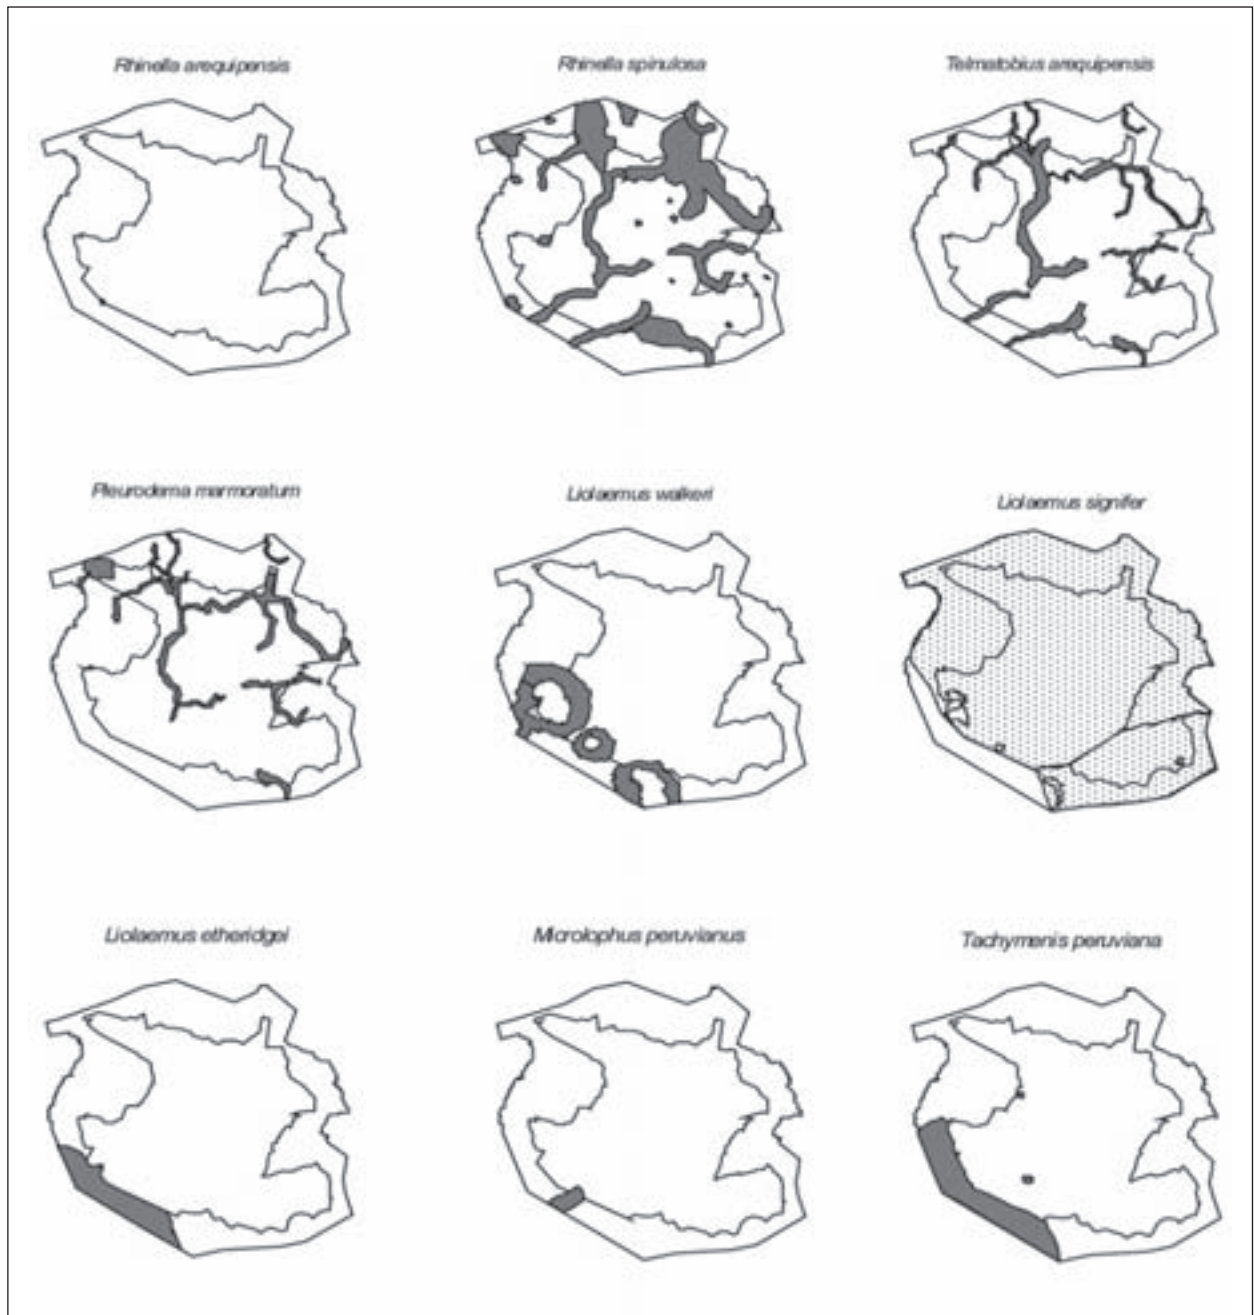 Rhinella arequipensis
Rhinella spinulosa
Telmatobius arequipensis
Pleurodema marmoratum
Liolaemus walkeri
Liolaemus signifer
Liolaemus etheridgei
Microlophus peruvianus
Tachymenis peruviana